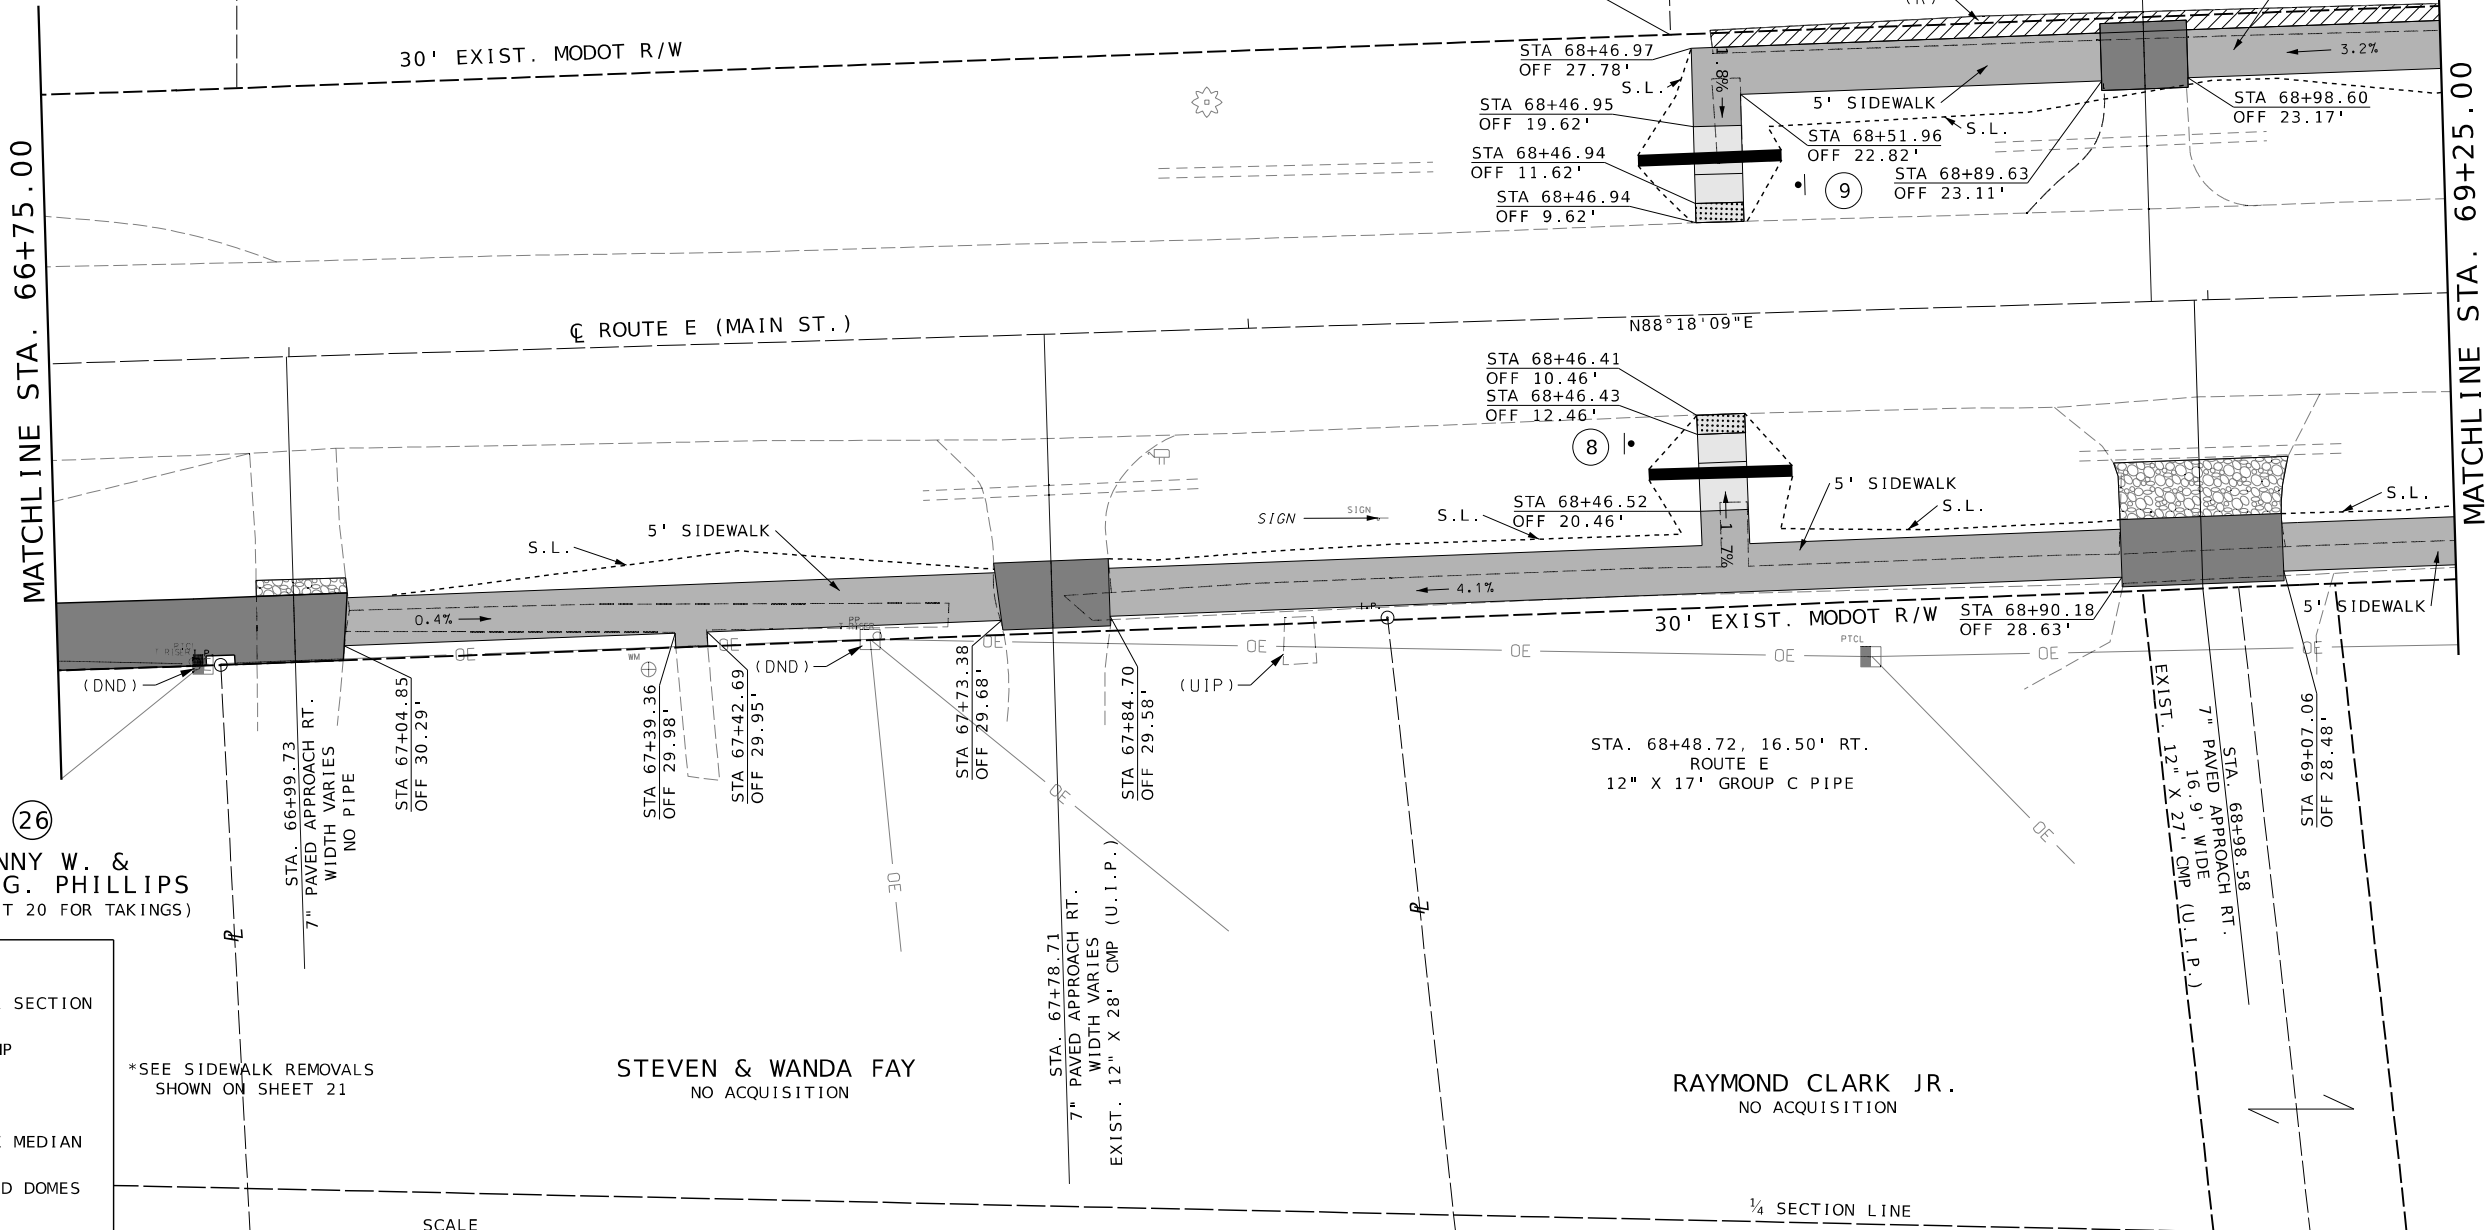 (R)
30' EXIST. MODOT R/W
STA 68+46.97
OFF 27.78'
S.L.
1.8%
3.2%
STA 68+46.95
OFF 19.62'
5' SIDEWALK
STA 68+98.60
OFF 23.17'
S.L.
STA 68+51.96
OFF 22.82'
STA 68+46.94
OFF 11.62'
STA 68+89.63
OFF 23.11'
9
STA 68+46.94
OFF 9.62'
MATCHLINE STA. 66+75.00
MATCHLINE STA. 69+25.00
℄ ROUTE E (MAIN ST.)
N88°18'09"E
STA 68+46.41
OFF 10.46'
STA 68+46.43
OFF 12.46'
8
STA 68+46.52
OFF 20.46'
5' SIDEWALK
S.L.
S.L.
SIGN
SIGN
S.L.
5' SIDEWALK
S.L.
1.7%
4.1%
0.4%
I.P.
30' EXIST. MODOT R/W
STA 68+90.18
OFF 28.63'
5' SIDEWALK
PP
WM
PTCL
OE
OE
OE
OE
OE
OE
OE
OE
OE
OE
OE
OE
(DND)
(DND)
(UIP)
STA. 66+99.73
7" PAVED APPROACH RT.
WIDTH VARIES
NO PIPE
STA 67+04.85
OFF 30.29'
STA 67+39.36
OFF 29.98'
STA 67+42.69
OFF 29.95'
STA 67+73.38
OFF 29.68'
STA 67+84.70
OFF 29.58'
STA. 68+48.72, 16.50' RT.
ROUTE E
12" X 17' GROUP C PIPE
EXIST. 12" X 27' CMP (U.I.P.)
16.9' WIDE
7" PAVED APPROACH RT.
STA. 68+98.58
STA 69+07.06
OFF 28.48'
26
NNY W. &
G. PHILLIPS
T 20 FOR TAKINGS)
STA. 67+78.71
7" PAVED APPROACH RT.
WIDTH VARIES
EXIST. 12" X 28' CMP (U.I.P.)
℄
℄
SECTION
MP
*SEE SIDEWALK REMOVALS
SHOWN ON SHEET 21
STEVEN & WANDA FAY
NO ACQUISITION
RAYMOND CLARK JR.
NO ACQUISITION
MEDIAN
D DOMES
SCALE
¼ SECTION LINE